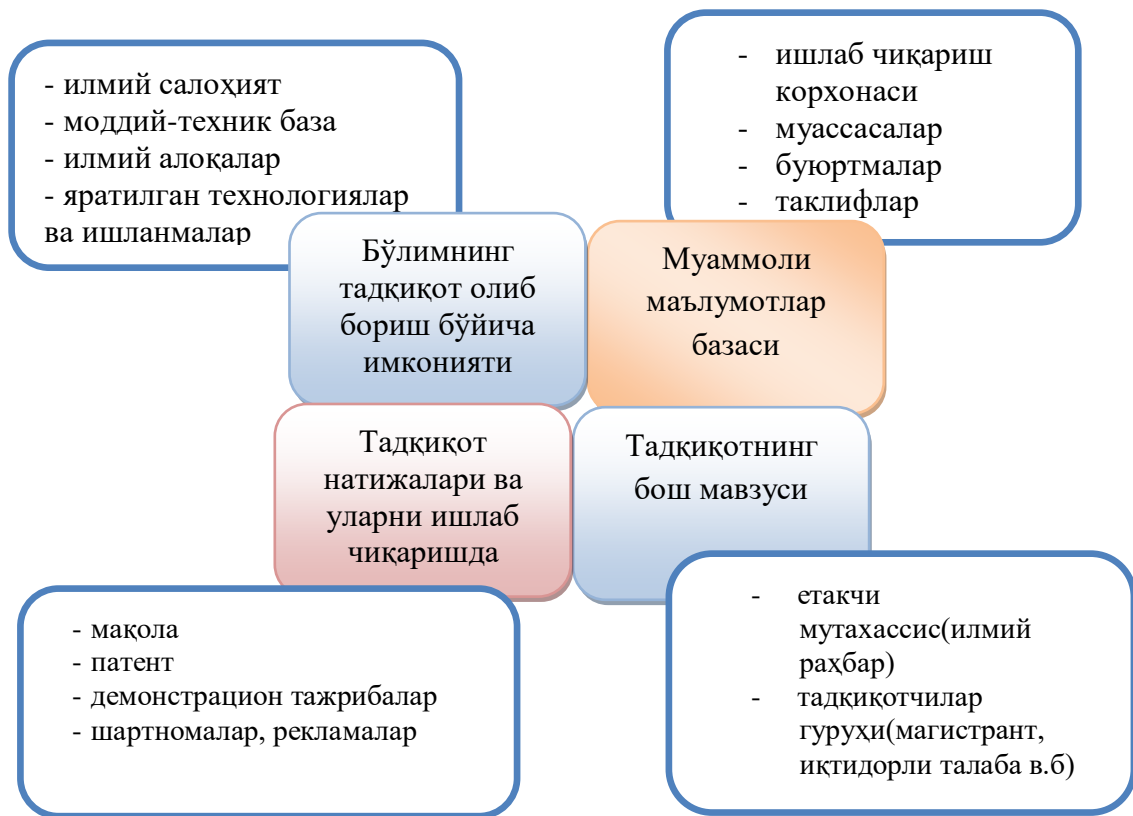 - илмий салоҳият
- моддий-техник база
- илмий алоқалар
- яратилган технологиялар
ва ишланмалар
- ишлаб чиқариш
корхонаси
- муассасалар
- буюртмалар
- таклифлар
Бўлимнинг
тадқиқот олиб
бориш бўйича
имконияти
Муаммоли
маълумотлар
базаси
Тадқиқот
натижалари ва
уларни ишлаб
чиқаришда
Тадқиқотнинг
бош мавзуси
- мақола
- патент
- демонстрацион тажрибалар
- шартномалар, рекламалар
- етакчи
мутахассис(илмий
раҳбар)
- тадқиқотчилар
гуруҳи(магистрант,
иқтидорли талаба в.б)